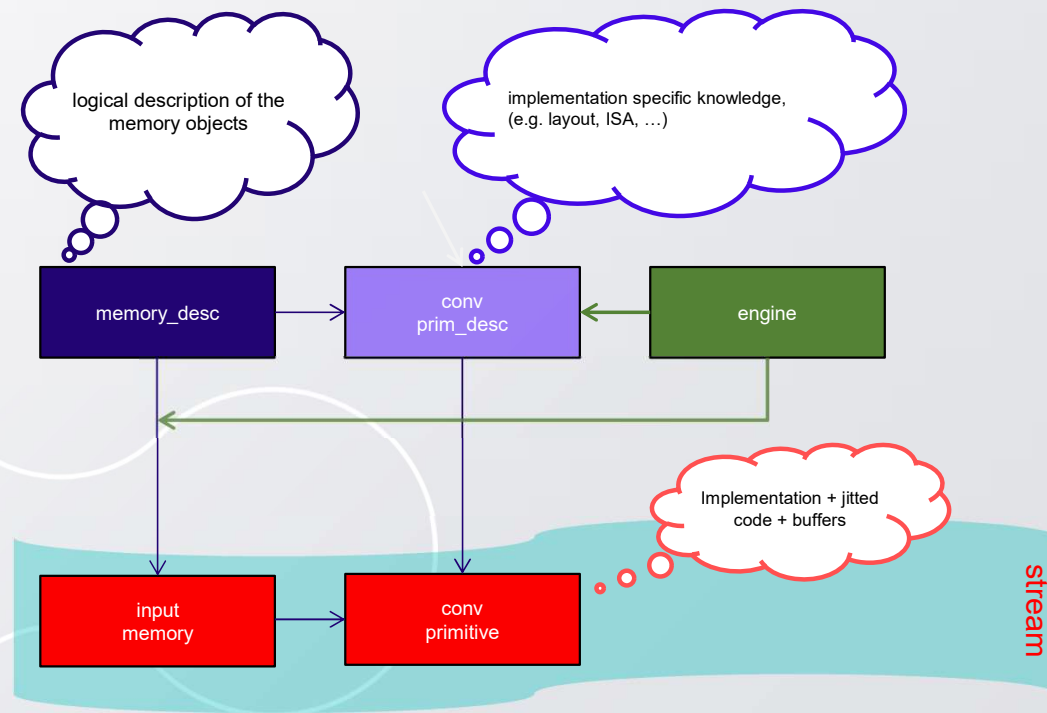 logical description of the
memory objects
implementation specific knowledge,
(e.g. layout, ISA, …)
memory_desc
conv
prim_desc
engine
Implementation + jitted
code + buffers
input
memory
conv
primitive
stream